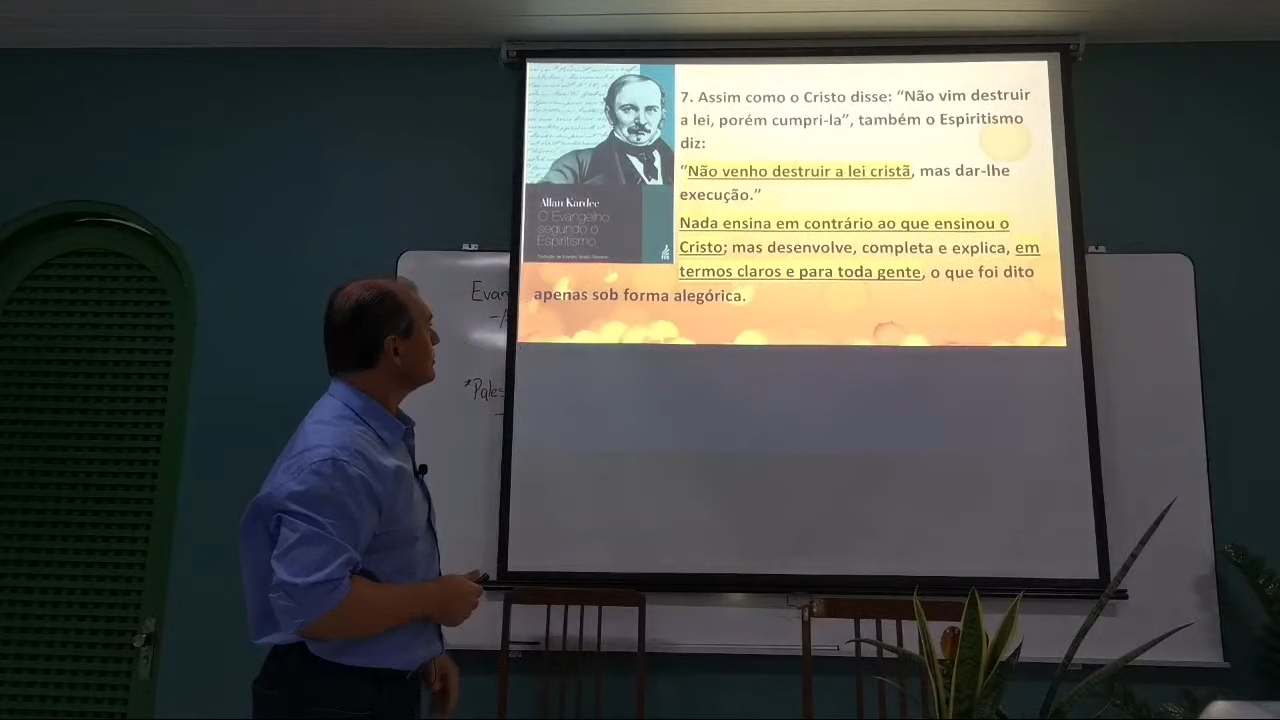 7. Assim como o Cristo disse: “Não vim destruir
a lei, porém cumpri-la”, também o Espiritismo
diz:
“Não venho destruir a lei cristã, mas dar-lhe
execução.”
Nada ensina em contrário ao que ensinou o
Cristo; mas desenvolve, completa e explica, em
termos claros e para toda gente, o que foi dito
apenas sob forma alegórica.
Allan Kardec
O Evangelho
segundo o
Espiritismo
Evan
*Pales